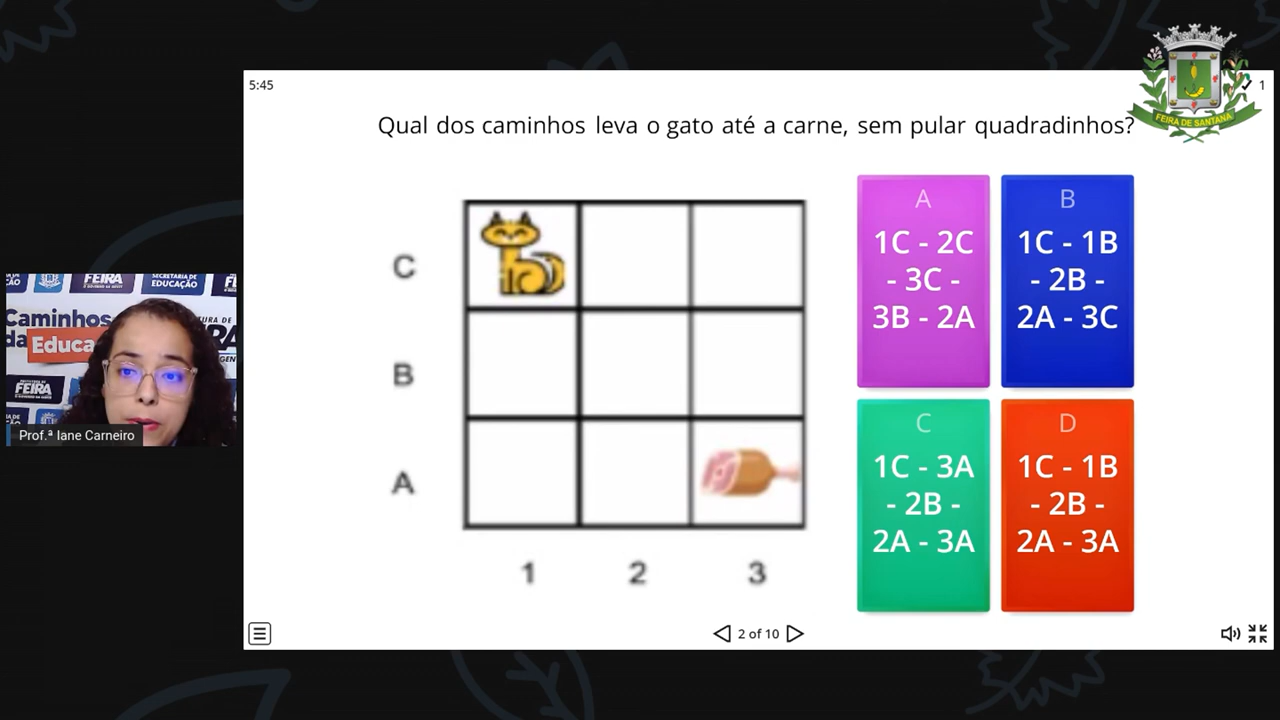 5:45
1
FEIRA DE SANTANA
Qual dos caminhos leva o gato até a carne, sem pular quadradinhos?
C
B
A
1
2
3
A
1C - 2C
- 3C -
3B - 2A
B
1C - 1B
- 2B -
2A - 3C
C
1C - 3A
- 2B -
2A - 3A
D
1C - 1B
- 2B -
2A - 3A
FEIRA
SECRETARIA DE
EDUCAÇÃO
Caminhos
da
Educa
FEIRA
Prof.ª Iane Carneiro
2 of 10